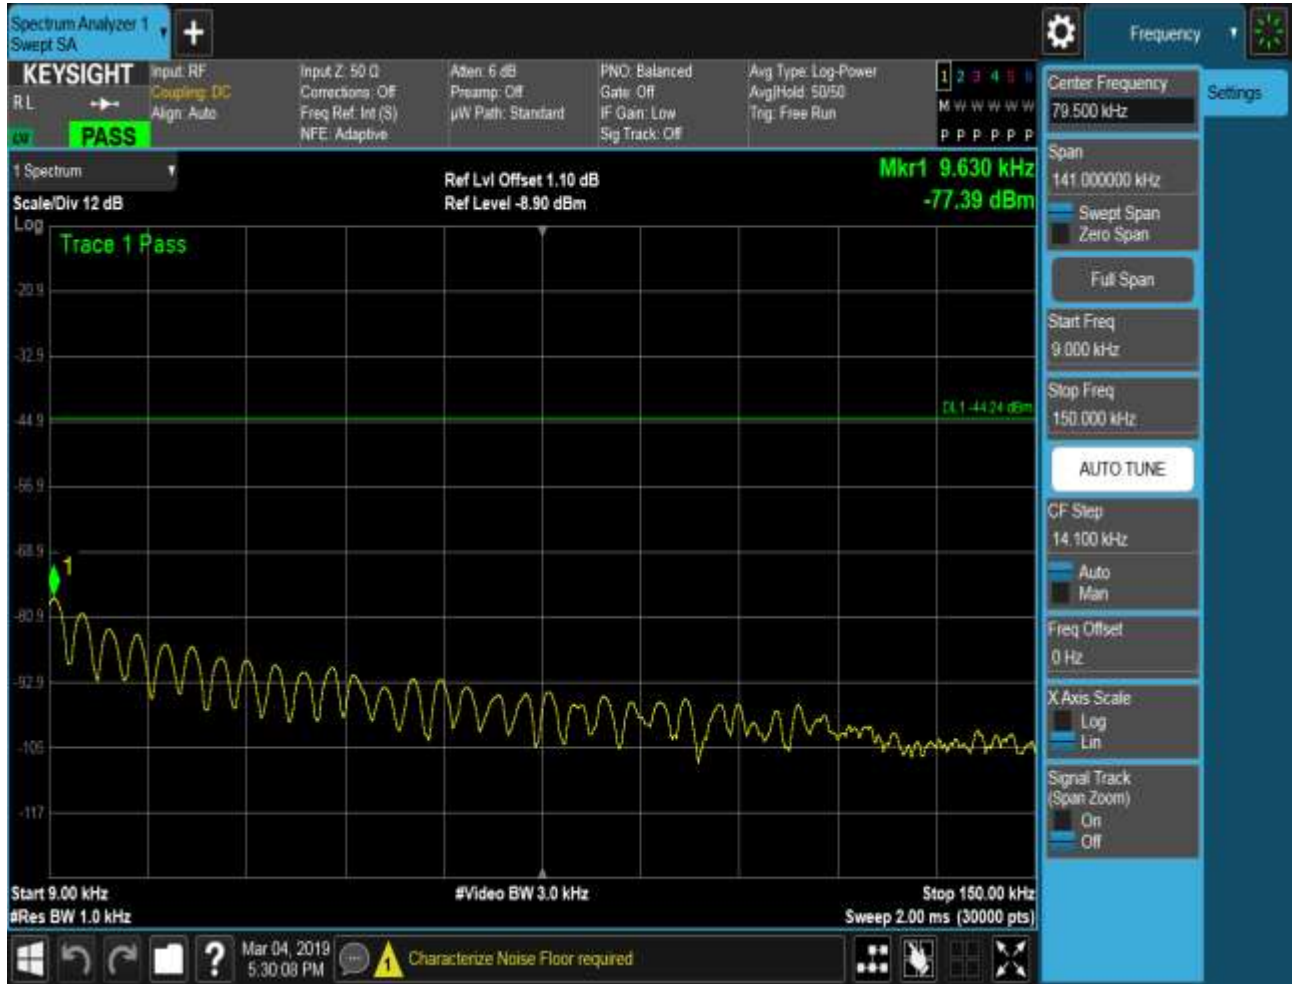 Spectrum Analyzer 1
Swept SA
+
Frequency
KEYSIGHT
RL
PASS
Input: RF
Coupling: DC
Align: Auto
Input Z: 50 Ω
Corrections: Off
Freq Ref: Int (S)
NFE: Adaptive
Atten: 6 dB
Preamp: Off
µW Path: Standard
PNO: Balanced
Gate: Off
IF Gain: Low
Sig Track: Off
Avg Type: Log-Power
Avg|Hold: 50/50
Trig: Free Run
1 2 3 4 5 6
M W W W W W
P P P P P P
1 Spectrum
Scale/Div 12 dB
Log
Ref Lvl Offset 1.10 dB
Ref Level -8.90 dBm
Mkr1 9.630 kHz
-77.39 dBm
Trace 1 Pass
-20.9
-32.9
-44.9
-56.9
-68.9
-80.9
-92.9
-105
-117
DL1 -44.24 dBm
1
Start 9.00 kHz
#Res BW 1.0 kHz
#Video BW 3.0 kHz
Stop 150.00 kHz
Sweep 2.00 ms (30000 pts)
Center Frequency
79.500 kHz
Settings
Span
141.000000 kHz
Swept Span
Zero Span
Full Span
Start Freq
9.000 kHz
Stop Freq
150.000 kHz
AUTO TUNE
CF Step
14.100 kHz
Auto
Man
Freq Offset
0 Hz
X Axis Scale
Log
Lin
Signal Track
(Span Zoom)
On
Off
?
Mar 04, 2019
5:30:08 PM
1
Characterize Noise Floor required